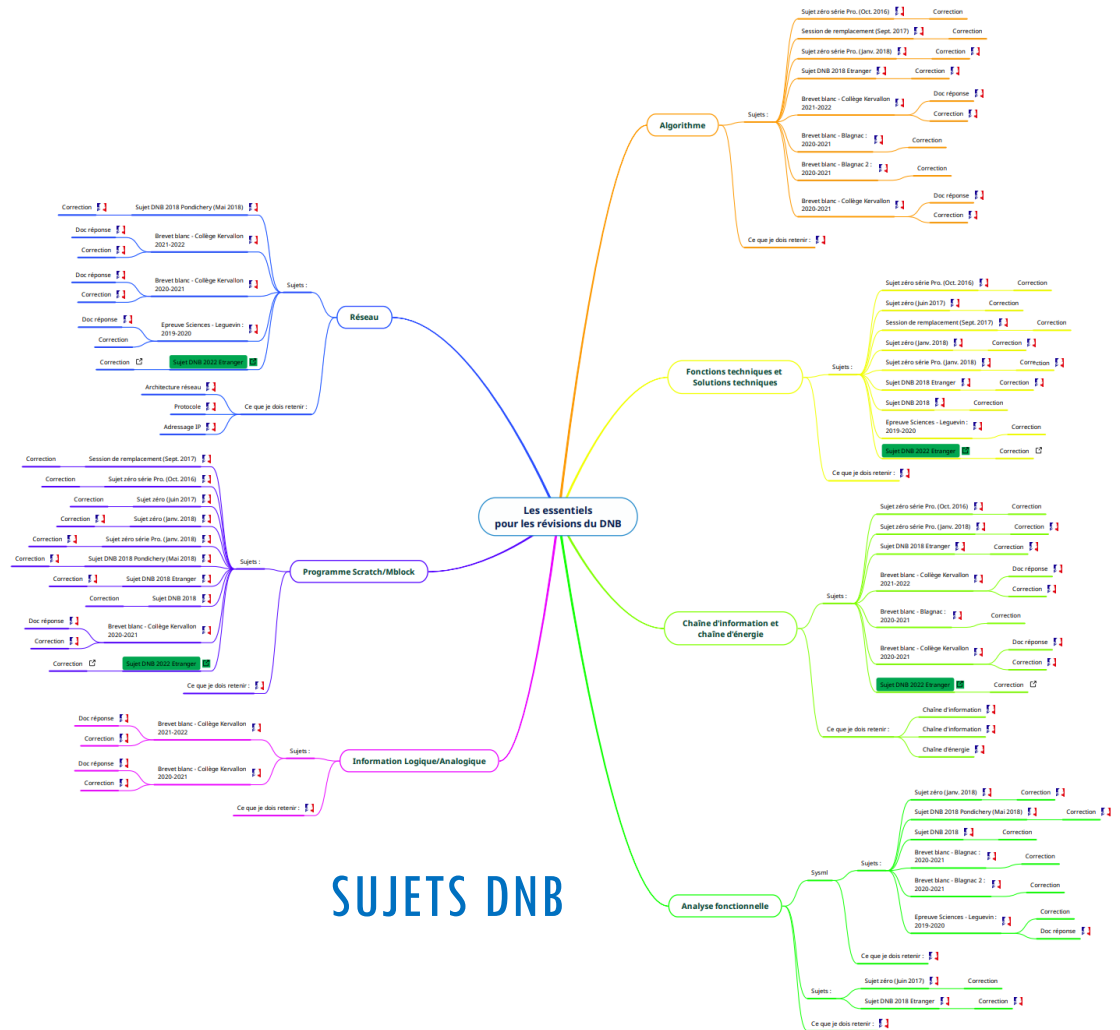 Les essentiels
pour les révisions du DNB
Algorithme
Sujets :
Sujet zéro série Pro. (Oct. 2016)
Correction
Session de remplacement (Sept. 2017)
Correction
Sujet zéro série Pro. (Janv. 2018)
Correction
Sujet DNB 2018 Etranger
Correction
Brevet blanc - Collège Kervallon
2021-2022
Doc réponse
Correction
Brevet blanc - Blagnac :
2020-2021
Correction
Brevet blanc - Blagnac 2 :
2020-2021
Correction
Brevet blanc - Collège Kervallon
2020-2021
Doc réponse
Correction
Ce que je dois retenir :
Fonctions techniques et
Solutions techniques
Sujets :
Sujet zéro série Pro. (Oct. 2016)
Correction
Sujet zéro (Juin 2017)
Correction
Session de remplacement (Sept. 2017)
Correction
Sujet zéro (Janv. 2018)
Correction
Sujet zéro série Pro. (Janv. 2018)
Correction
Sujet DNB 2018 Etranger
Correction
Sujet DNB 2018
Correction
Epreuve Sciences - Leguevin :
2019-2020
Correction
Sujet DNB 2022 Etranger
Correction
Ce que je dois retenir :
Chaîne d'information et
chaîne d'énergie
Sujets :
Sujet zéro série Pro. (Oct. 2016)
Correction
Sujet zéro série Pro. (Janv. 2018)
Correction
Sujet DNB 2018 Etranger
Correction
Brevet blanc - Collège Kervallon
2021-2022
Doc réponse
Correction
Brevet blanc - Blagnac :
2020-2021
Correction
Brevet blanc - Collège Kervallon
2020-2021
Doc réponse
Correction
Sujet DNB 2022 Etranger
Correction
Ce que je dois retenir :
Chaîne d'information
Chaîne d'information
Chaîne d'énergie
Analyse fonctionnelle
Sysml
Sujets :
Sujet zéro (Janv. 2018)
Correction
Sujet DNB 2018 Pondichery (Mai 2018)
Correction
Sujet DNB 2018
Correction
Brevet blanc - Blagnac :
2020-2021
Correction
Brevet blanc - Blagnac 2 :
2020-2021
Correction
Epreuve Sciences - Leguevin :
2019-2020
Correction
Doc réponse
Ce que je dois retenir :
Sujets :
Sujet zéro (Juin 2017)
Correction
Sujet DNB 2018 Etranger
Correction
Ce que je dois retenir :
Réseau
Sujets :
Sujet DNB 2018 Pondichery (Mai 2018)
Correction
Brevet blanc - Collège Kervallon
2021-2022
Doc réponse
Correction
Brevet blanc - Collège Kervallon
2020-2021
Doc réponse
Correction
Epreuve Sciences - Leguevin :
2019-2020
Doc réponse
Correction
Sujet DNB 2022 Etranger
Correction
Ce que je dois retenir :
Architecture réseau
Protocole
Adressage IP
Programme Scratch/Mblock
Sujets :
Session de remplacement (Sept. 2017)
Correction
Sujet zéro série Pro. (Oct. 2016)
Correction
Sujet zéro (Juin 2017)
Correction
Sujet zéro (Janv. 2018)
Correction
Sujet zéro série Pro. (Janv. 2018)
Correction
Sujet DNB 2018 Pondichery (Mai 2018)
Correction
Sujet DNB 2018 Etranger
Correction
Sujet DNB 2018
Correction
Brevet blanc - Collège Kervallon
2020-2021
Doc réponse
Correction
Sujet DNB 2022 Etranger
Correction
Ce que je dois retenir :
Information Logique/Analogique
Sujets :
Brevet blanc - Collège Kervallon
2021-2022
Doc réponse
Correction
Brevet blanc - Collège Kervallon
2020-2021
Doc réponse
Correction
Ce que je dois retenir :
SUJETS DNB